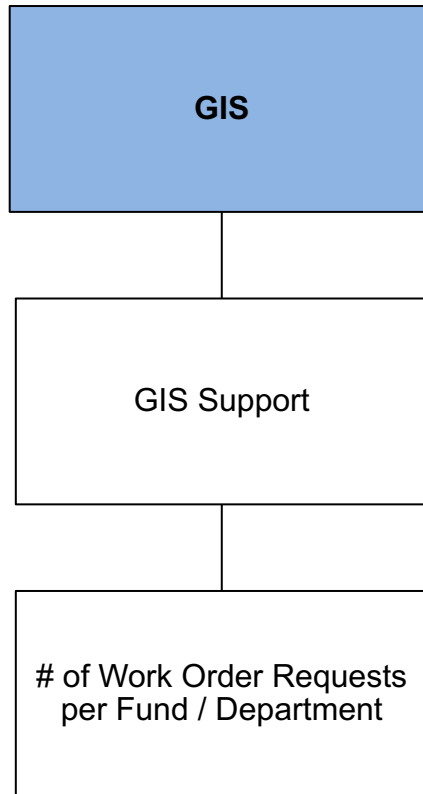 GIS
GIS Support
# of Work Order Requests
per Fund / Department